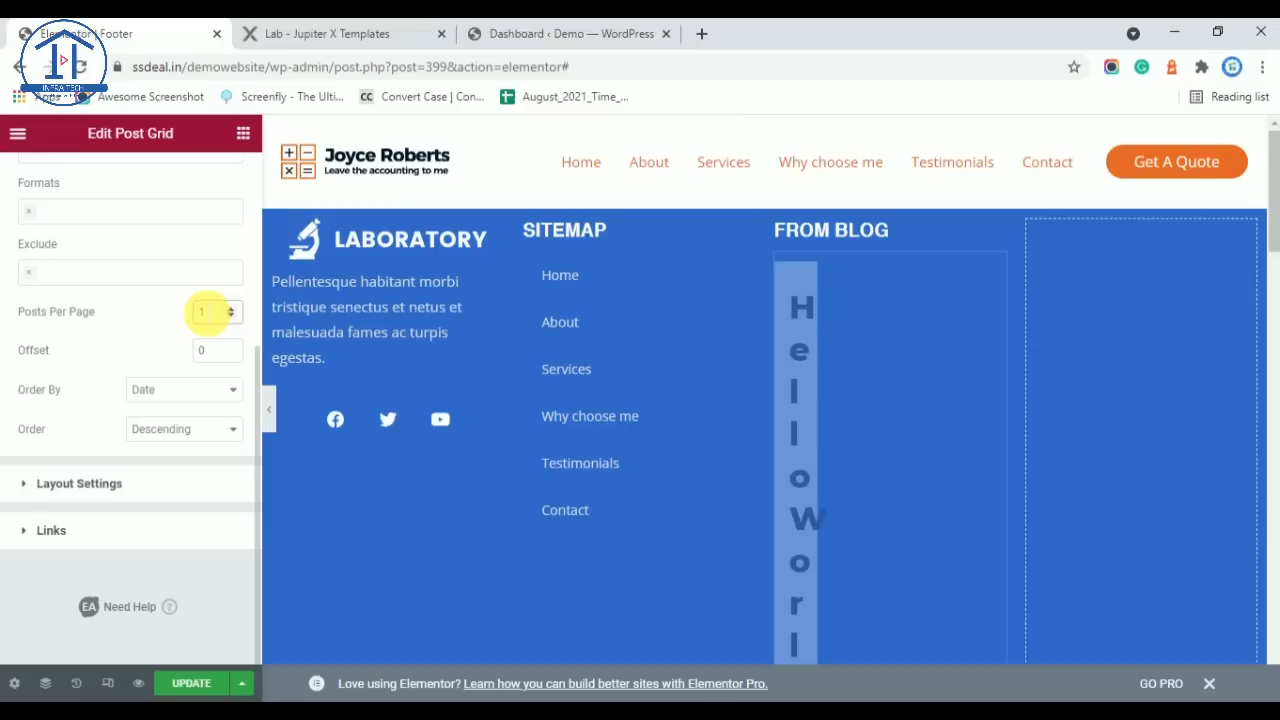 Elementor | Footer
Lab - Jupiter X Templates
Dashboard ‹ Demo — WordPress
INFRATECH
ssdeal.in/demowebsite/wp-admin/post.php?post=399&action=elementor#
Apps
Awesome Screenshot
Screenfly - The Ulti...
CC Convert Case | Con...
August_2021_Time_...
Reading list
Edit Post Grid
Formats
×
Exclude
×
Posts Per Page
1
Offset
0
Order By
Date
Order
Descending
Layout Settings
Links
EA Need Help ?
UPDATE
Joyce Roberts
Leave the accounting to me
Home
About
Services
Why choose me
Testimonials
Contact
Get A Quote
LABORATORY
Pellentesque habitant morbi
tristique senectus et netus et
malesuada fames ac turpis
egestas.
SITEMAP
Home
About
Services
Why choose me
Testimonials
Contact
FROM BLOG
H
e
l
l
o
W
o
r
l
Love using Elementor? Learn how you can build better sites with Elementor Pro.
GO PRO